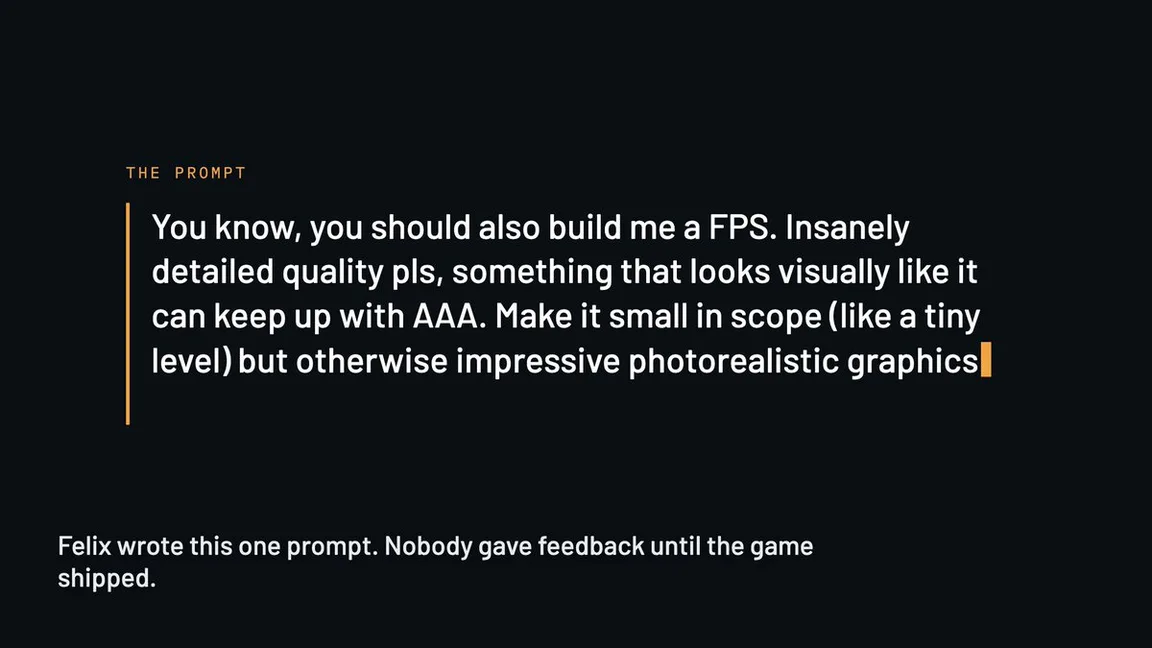 THE PROMPT
You know, you should also build me a FPS. Insanely
detailed quality pls, something that looks visually like it
can keep up with AAA. Make it small in scope (like a tiny
level) but otherwise impressive photorealistic graphics
Felix wrote this one prompt. Nobody gave feedback until the game
shipped.